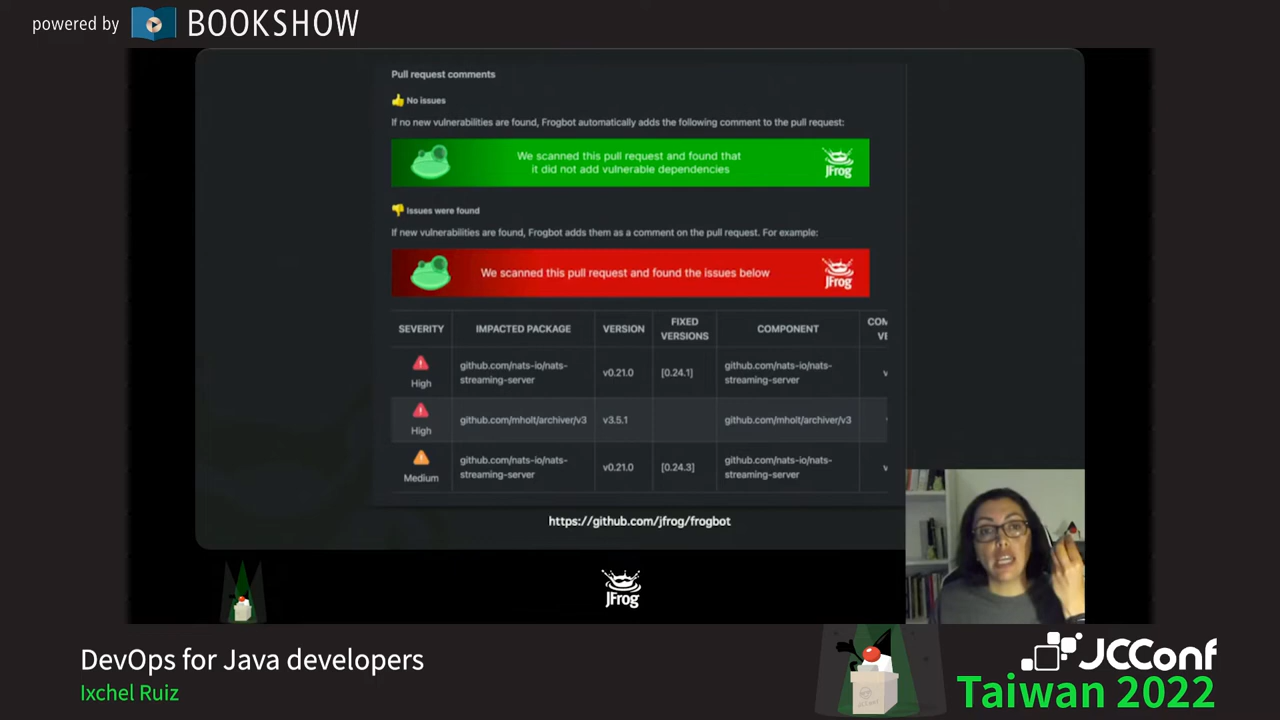 powered by BOOKSHOW
Pull request comments
No issues
If no new vulnerabilities are found, Frogbot automatically adds the following comment to the pull request:
We scanned this pull request and found that
it did not add vulnerable dependencies
JFrog
Issues were found
If new vulnerabilities are found, Frogbot adds them as a comment on the pull request. For example:
We scanned this pull request and found the issues below
JFrog
SEVERITY IMPACTED PACKAGE VERSION FIXED VERSIONS COMPONENT COM VE
High github.com/nats-io/nats-streaming-server v0.21.0 [0.24.1] github.com/nats-io/nats-streaming-server v
High github.com/mholt/archiver/v3 v3.5.1 github.com/mholt/archiver/v3
Medium github.com/nats-io/nats-streaming-server v0.21.0 [0.24.3] github.com/nats-io/nats-streaming-server v
https://github.com/jfrog/frogbot
JFrog
DevOps for Java developers
Ixchel Ruiz
JCConf
Taiwan 2022